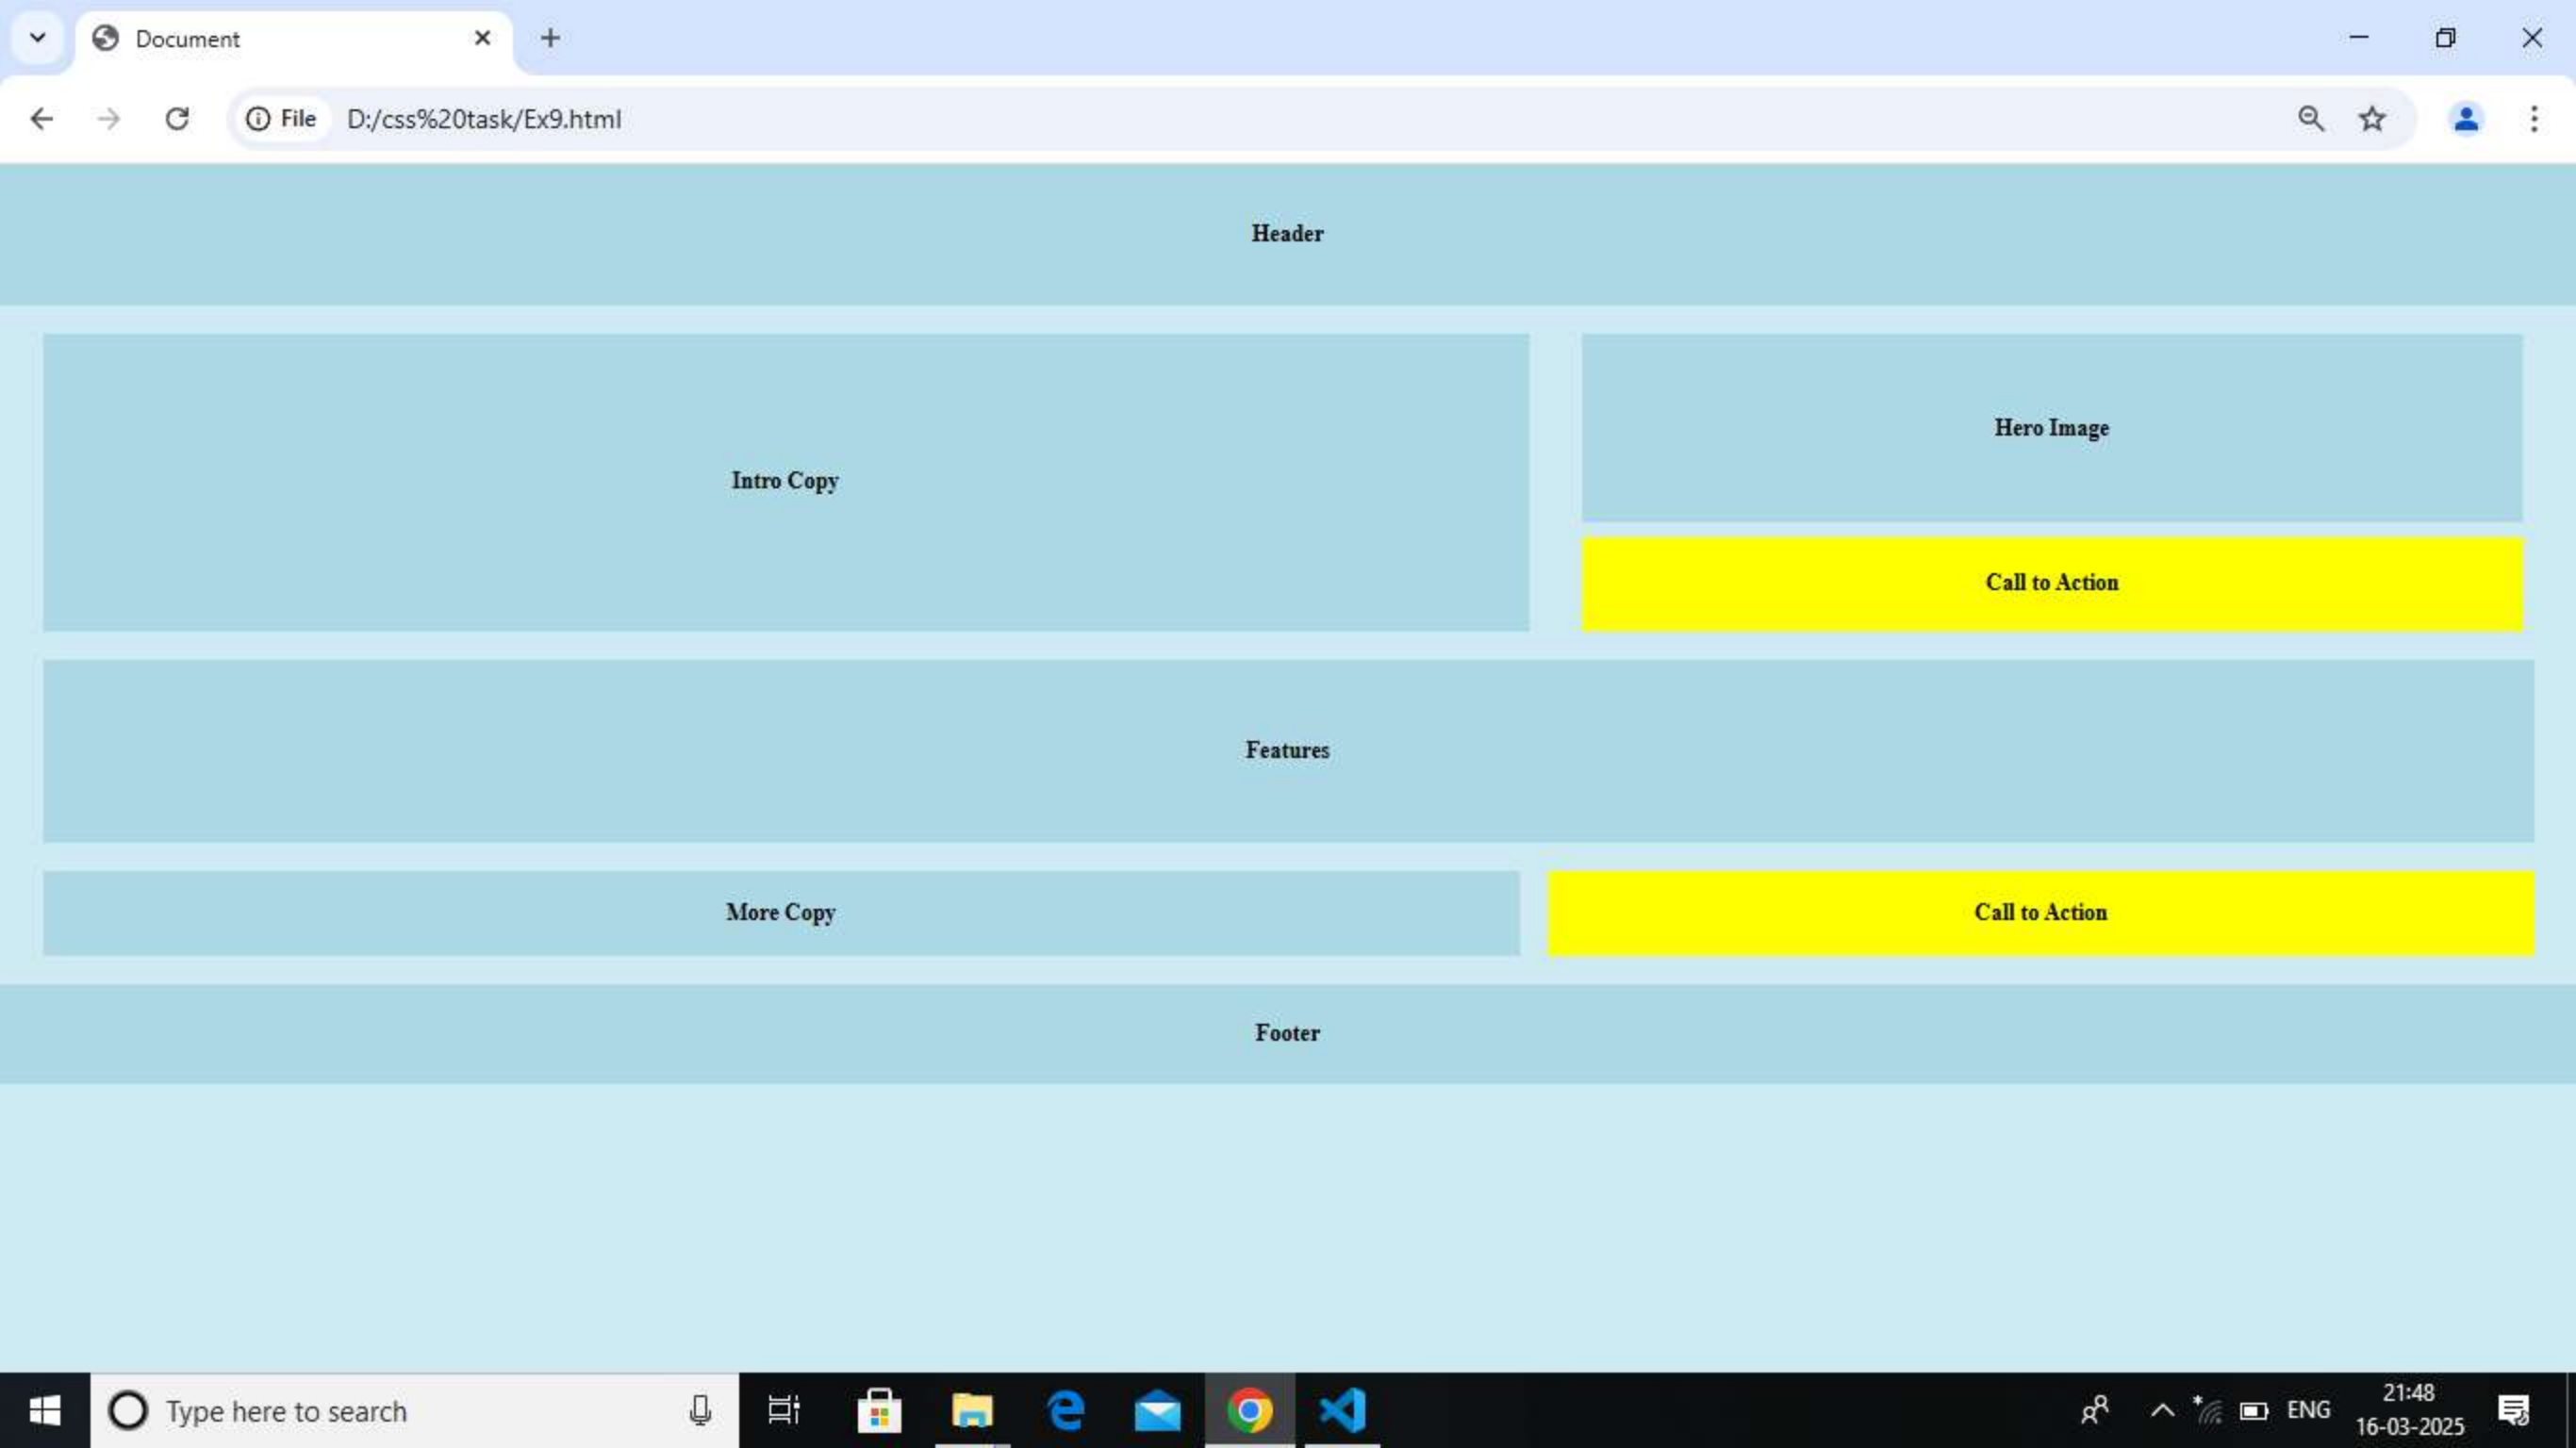 Document
File D:/css%20task/Ex9.html
Header
Intro Copy
Hero Image
Call to Action
Features
More Copy
Call to Action
Footer
Type here to search
ENG
21:48
16-03-2025